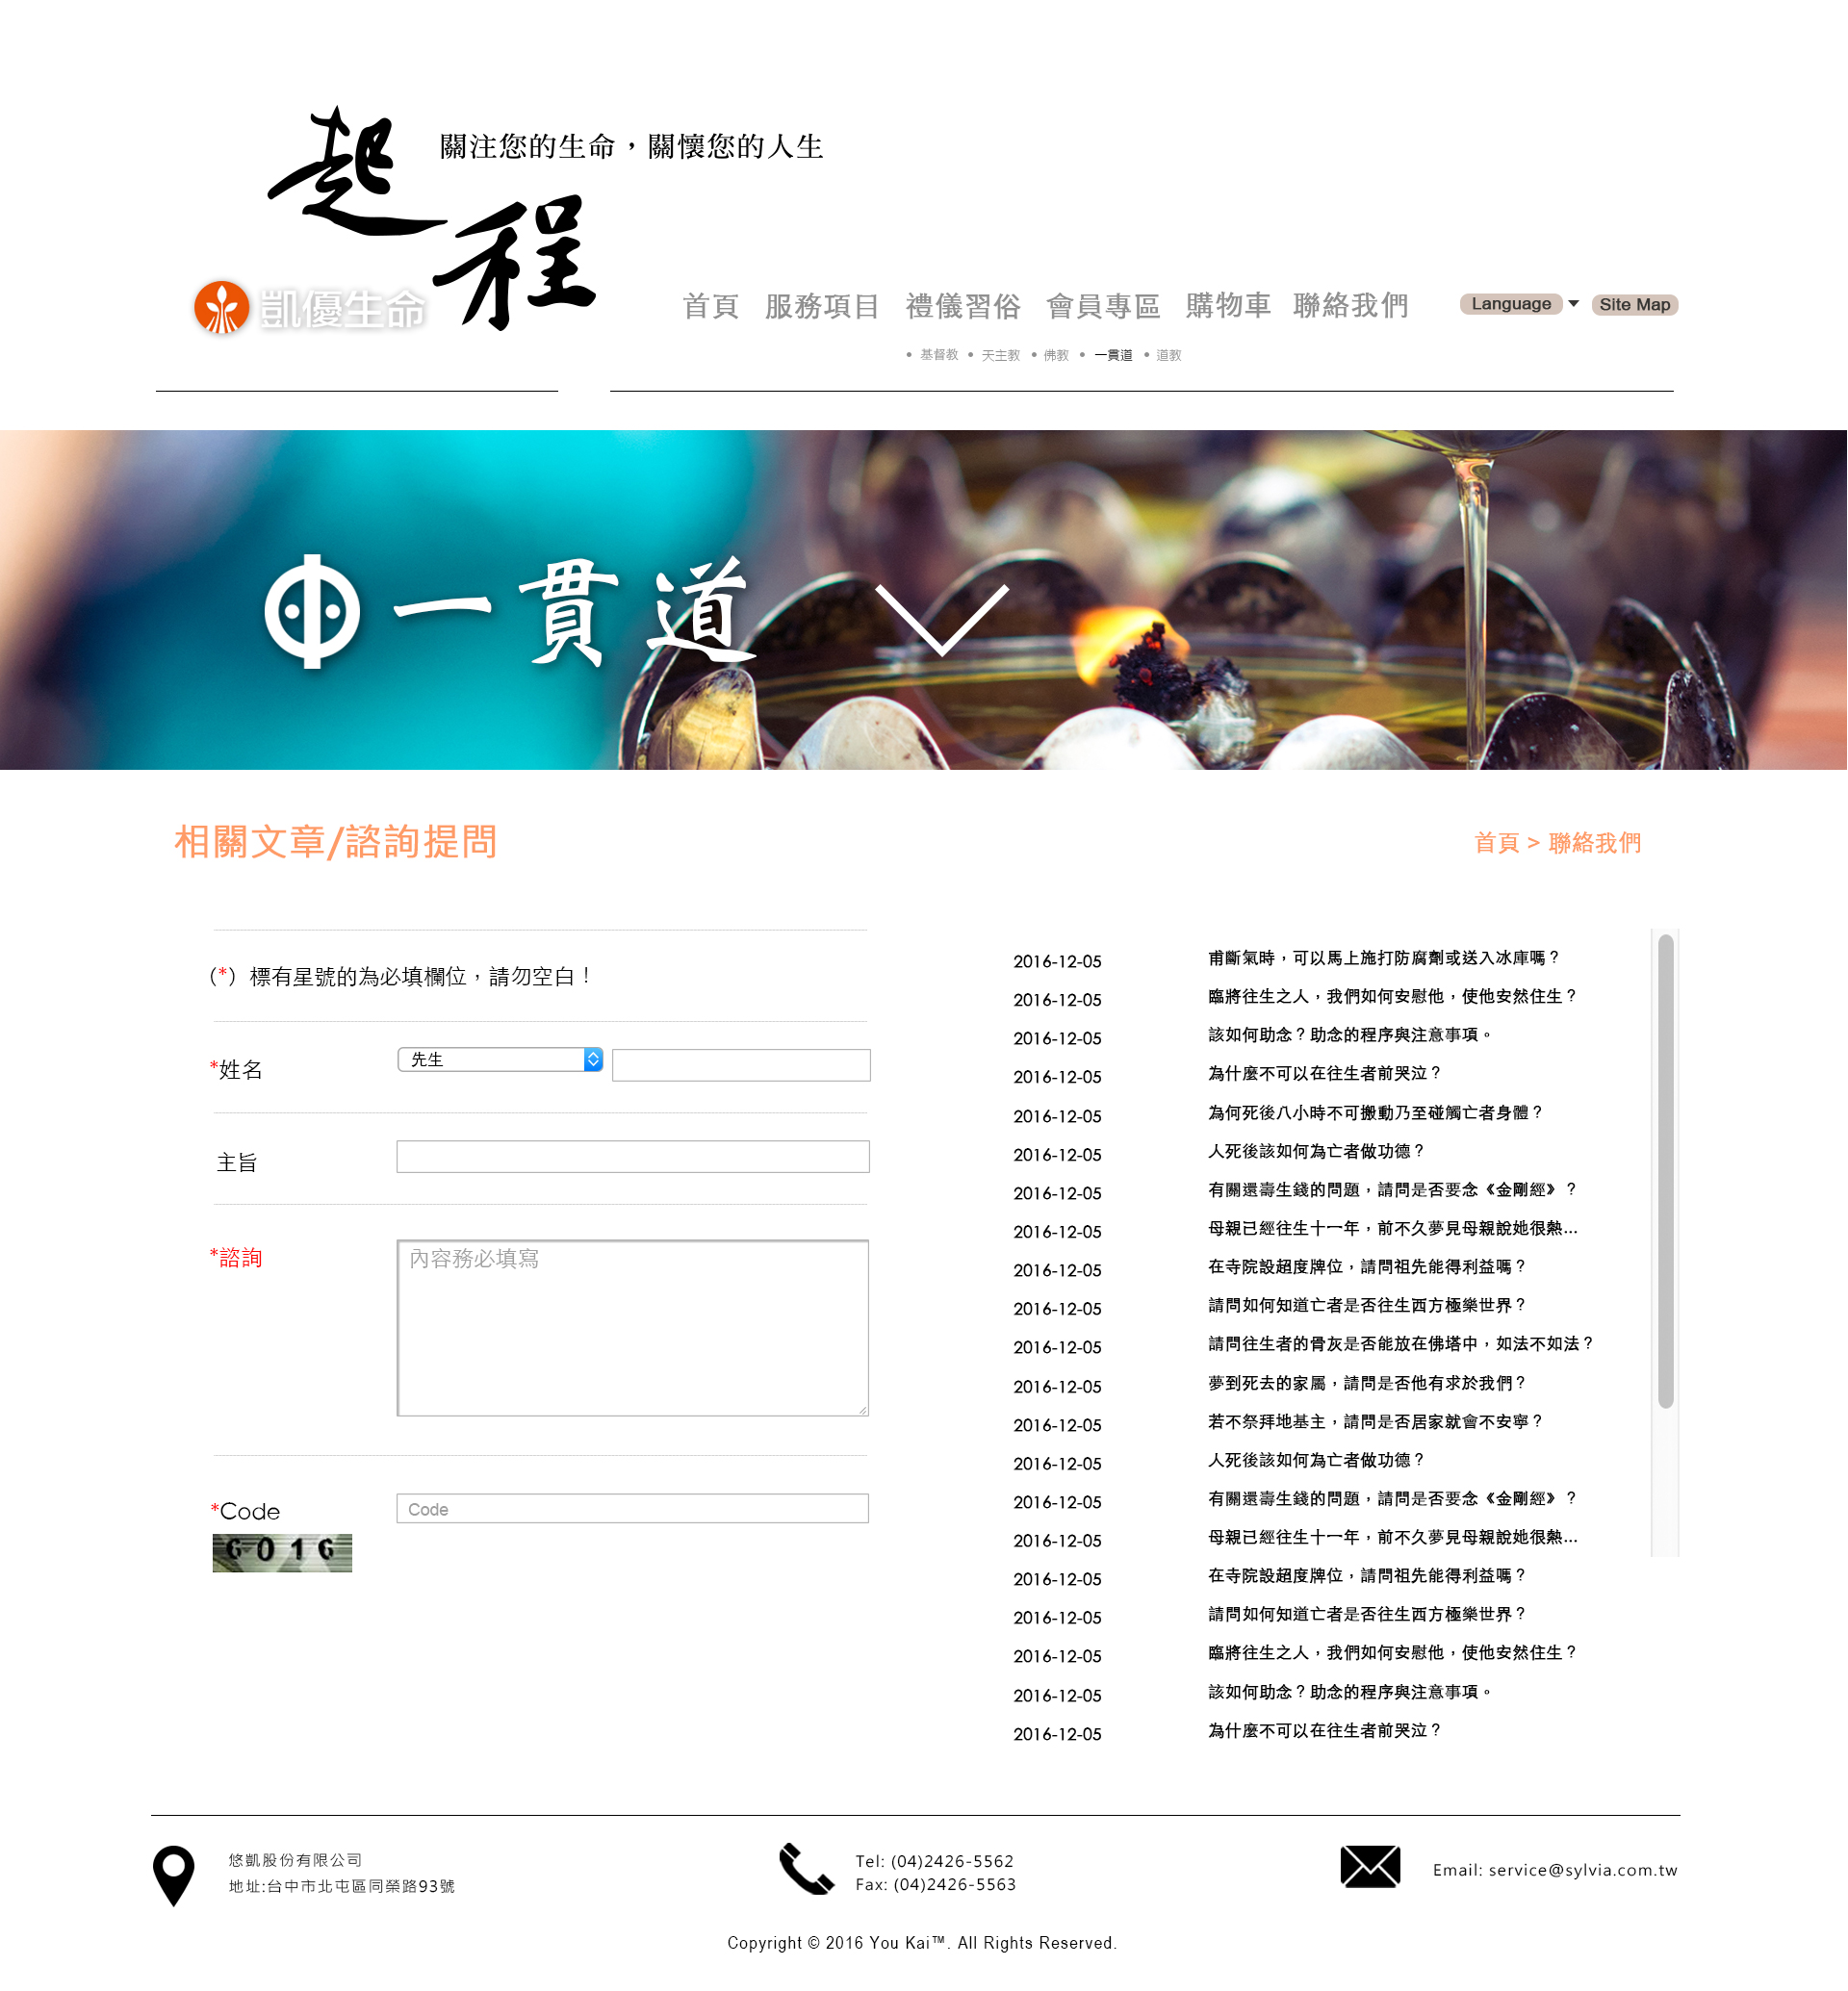 起程
關注您的生命，關懷您的人生
凱優生命
首頁 服務項目 禮儀習俗 會員專區 購物車 聯絡我們 Language Site Map
• 基督教 • 天主教 • 佛教 • 一貫道 • 道教
一貫道
相關文章/諮詢提問
首頁 > 聯絡我們
(*) 標有星號的為必填欄位，請勿空白！
*姓名 先生
主旨
*諮詢 內容務必填寫
*Code Code
6016
2016-12-05 甫斷氣時，可以馬上施打防腐劑或送入冰庫嗎？
2016-12-05 臨將往生之人，我們如何安慰他，使他安然住生？
2016-12-05 該如何助念？助念的程序與注意事項。
2016-12-05 為什麼不可以在往生者前哭泣？
2016-12-05 為何死後八小時不可搬動乃至碰觸亡者身體？
2016-12-05 人死後該如何為亡者做功德？
2016-12-05 有關還壽生錢的問題，請問是否要念《金剛經》？
2016-12-05 母親已經往生十一年，前不久夢見母親說她很熱...
2016-12-05 在寺院設超度牌位，請問祖先能得利益嗎？
2016-12-05 請問如何知道亡者是否往生西方極樂世界？
2016-12-05 請問往生者的骨灰是否能放在佛塔中，如法不如法？
2016-12-05 夢到死去的家屬，請問是否他有求於我們？
2016-12-05 若不祭拜地基主，請問是否居家就會不安寧？
2016-12-05 人死後該如何為亡者做功德？
2016-12-05 有關還壽生錢的問題，請問是否要念《金剛經》？
2016-12-05 母親已經往生十一年，前不久夢見母親說她很熱...
2016-12-05 在寺院設超度牌位，請問祖先能得利益嗎？
2016-12-05 請問如何知道亡者是否往生西方極樂世界？
2016-12-05 臨將往生之人，我們如何安慰他，使他安然住生？
2016-12-05 該如何助念？助念的程序與注意事項。
2016-12-05 為什麼不可以在往生者前哭泣？
悠凱股份有限公司
地址:台中市北屯區同榮路93號
Tel: (04)2426-5562
Fax: (04)2426-5563
Email: service@sylvia.com.tw
Copyright © 2016 You Kai™. All Rights Reserved.